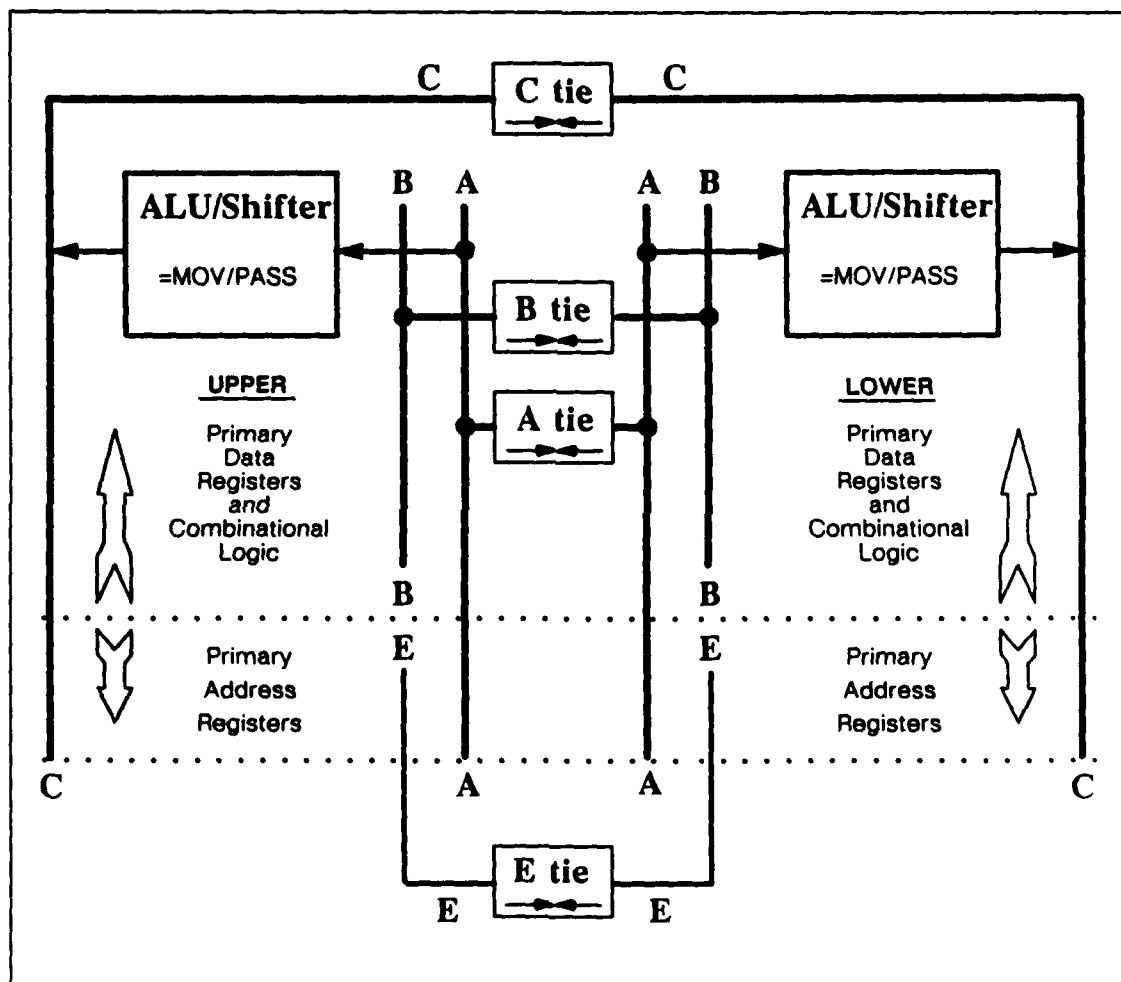 C
C tie
C
B
A
A
B
ALU/Shifter
=MOV/PASS
ALU/Shifter
=MOV/PASS
B tie
A tie
UPPER
Primary
Data
Registers
and
Combinational
Logic
LOWER
Primary
Data
Registers
and
Combinational
Logic
B
B
E
E
Primary
Address
Registers
Primary
Address
Registers
C
A
A
C
E tie
E
E